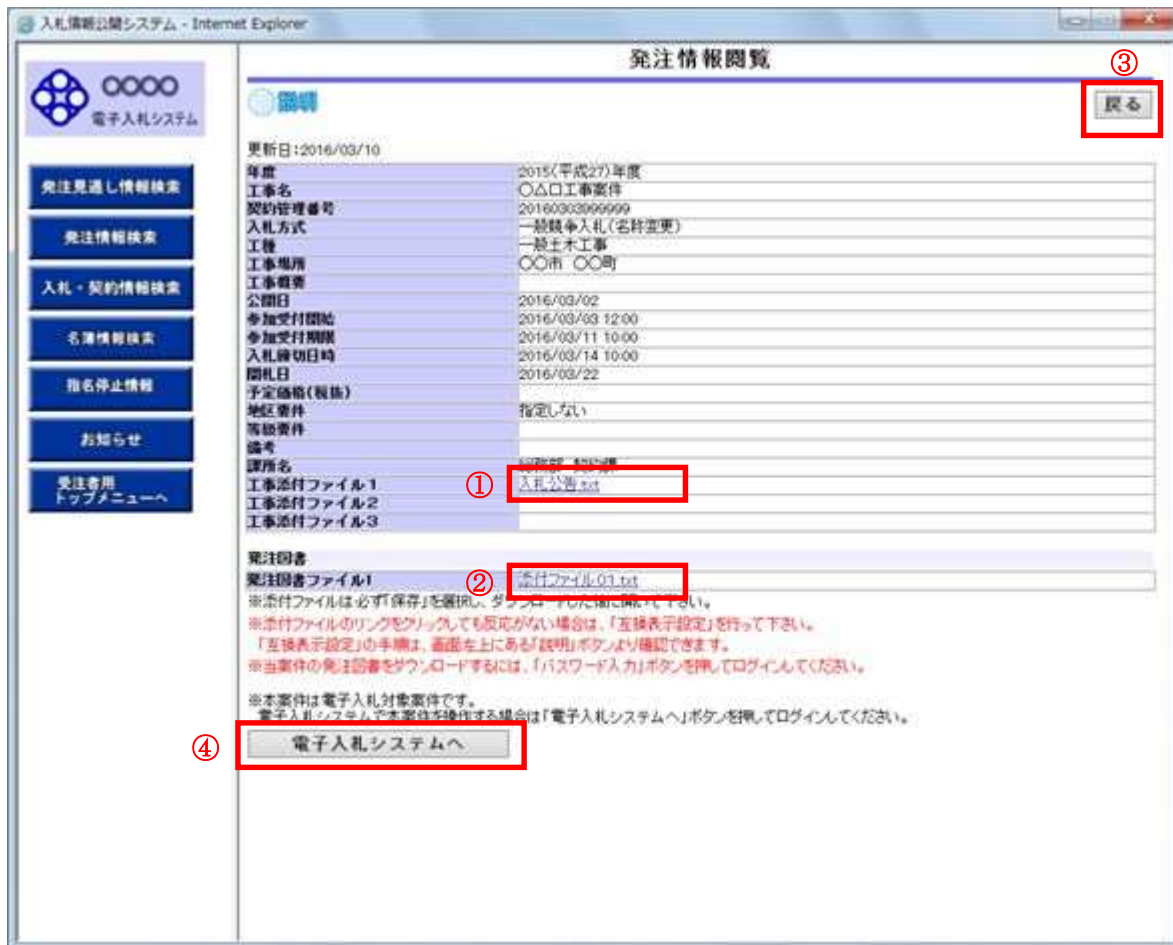 入札情報公開システム - Internet Explorer
発注情報閲覧
③
○○○○
電子入札システム
説明
戻る
更新日:2016/03/10
発注見通し情報検索
発注情報検索
入札・契約情報検索
名簿情報検索
指名停止情報
お知らせ
受注者用
トップメニューへ
年度 2015(平成27)年度
工事名 ○△口工事案件
契約管理番号 20160303999999
入札方式 一般競争入札(名称変更)
工種 一般土木工事
工事場所 ○○市 ○○町
工事概要
公開日 2016/03/02
参加受付開始 2016/03/03 12:00
参加受付期限 2016/03/11 10:00
入札締切日時 2016/03/14 10:00
開札日 2016/03/22
予定価格(税抜)
地区要件 指定しない
等級要件
備考
課所名 総務部 契約課
工事添付ファイル1 ① 入札公告.txt
工事添付ファイル2
工事添付ファイル3
発注図書
発注図書ファイル1 ② 添付ファイル01.txt
※添付ファイルは必ず「保存」を選択し、ダウンロードした後に開いて下さい。
※添付ファイルのリンクをクリックしても反応がない場合は、「互換表示設定」を行って下さい。
「互換表示設定」の手順は、画面左上にある「説明」ボタンより確認できます。
※当案件の発注図書をダウンロードするには、「パスワード入力」ボタンを押してログインしてください。
※本案件は電子入札対象案件です。
電子入札システムで本案件を操作する場合は「電子入札システムへ」ボタンを押してログインしてください。
④ 電子入札システムへ